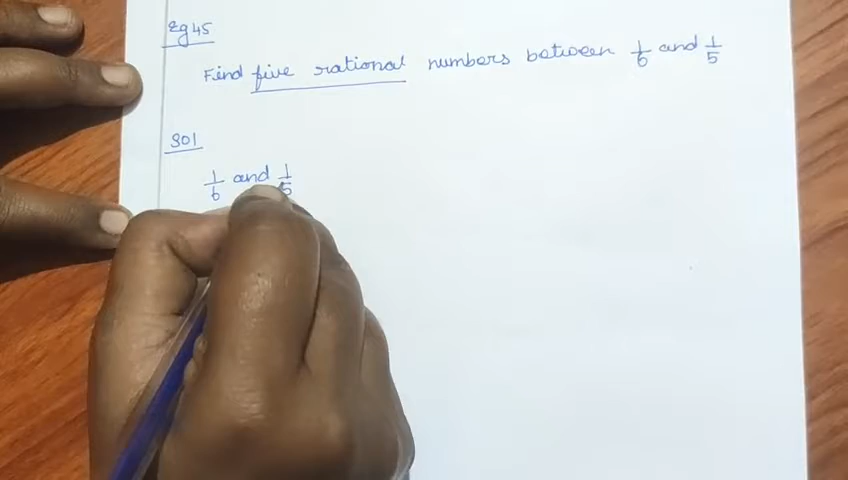 Eg 45
Find five rational numbers between 1/6 and 1/5
Sol
1/6 and 1/5